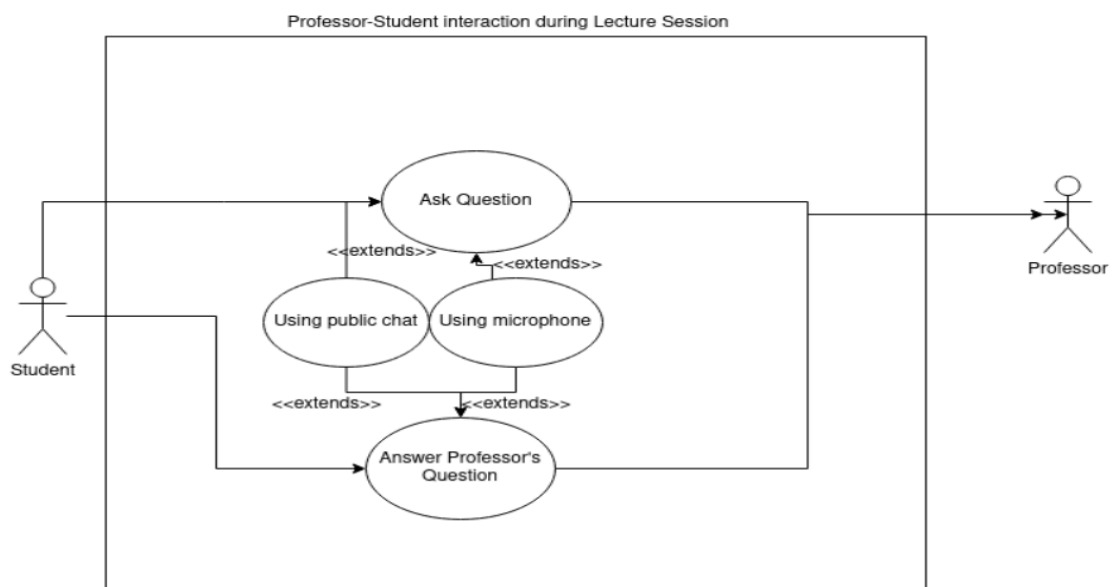 Professor-Student interaction during Lecture Session
Ask Question
<<extends>>
<<extends>>
Professor
Using public chat
Using microphone
Student
<<extends>>
<<extends>>
Answer Professor's
Question